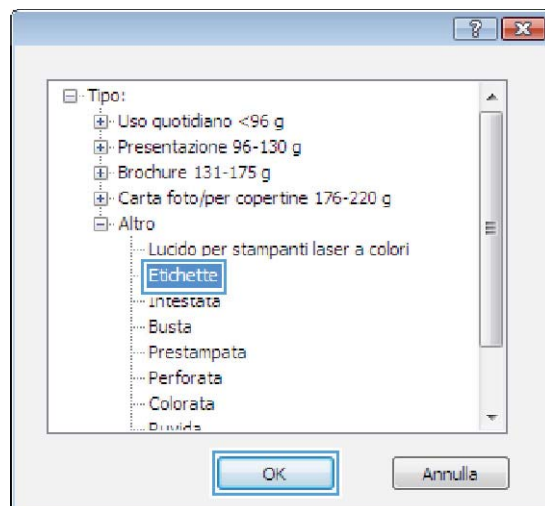 Tipo:
Uso quotidiano <96 g
Presentazione 96-130 g
Brochure 131-175 g
Carta foto/per copertine 176-220 g
Altro
Lucido per stampanti laser a colori
Etichette
Intestata
Busta
Prestampata
Perforata
Colorata
Ruvida
OK
Annulla